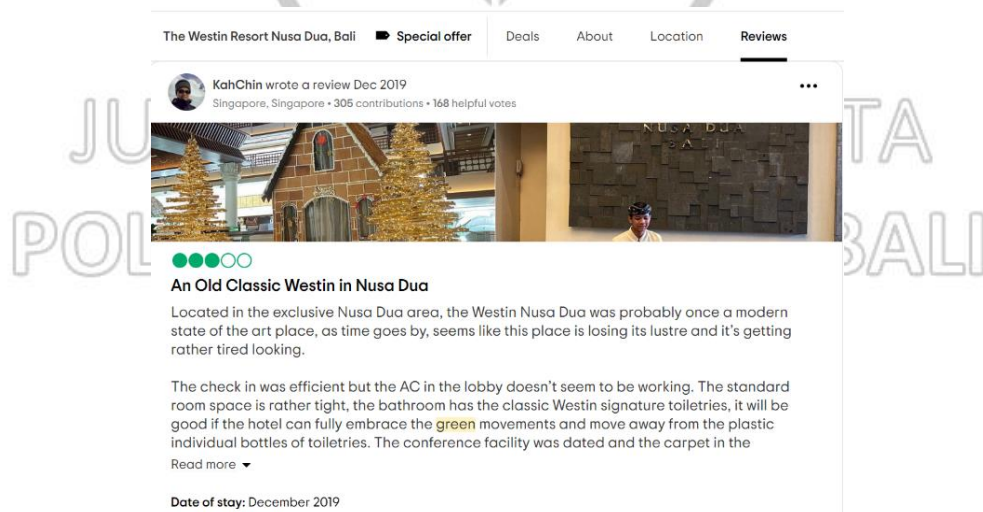 The Westin Resort Nusa Dua, Bali Special offer Deals About Location Reviews
KahChin wrote a review Dec 2019
Singapore, Singapore • 305 contributions • 168 helpful votes
NUSA DUA
BALI
JU TA
POL BALI
An Old Classic Westin in Nusa Dua
Located in the exclusive Nusa Dua area, the Westin Nusa Dua was probably once a modern
state of the art place, as time goes by, seems like this place is losing its lustre and it's getting
rather tired looking.
The check in was efficient but the AC in the lobby doesn't seem to be working. The standard
room space is rather tight, the bathroom has the classic Westin signature toiletries, it will be
good if the hotel can fully embrace the green movements and move away from the plastic
individual bottles of toiletries. The conference facility was dated and the carpet in the
Read more
Date of stay: December 2019